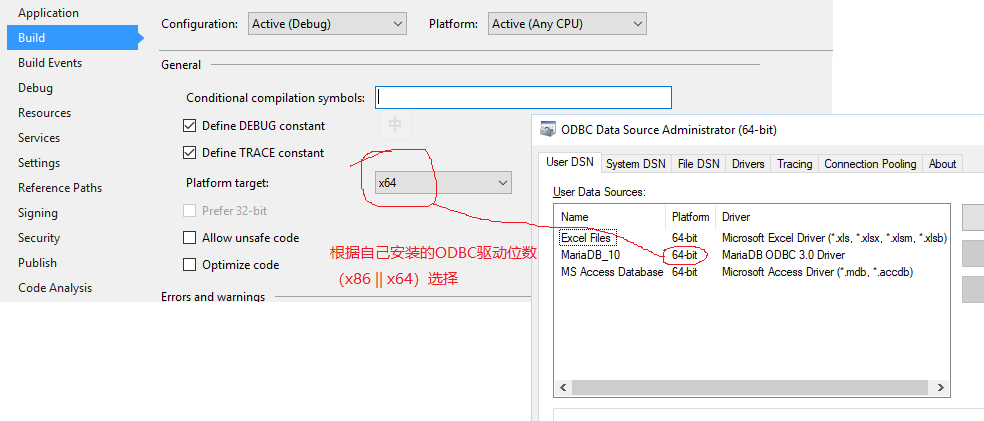 Application
Build
Build Events
Debug
Resources
Services
Settings
Reference Paths
Signing
Security
Publish
Code Analysis
Configuration: Active (Debug) Platform: Active (Any CPU)
General
Conditional compilation symbols:
中
Define DEBUG constant
Define TRACE constant
Platform target: x64
Prefer 32-bit
Allow unsafe code
Optimize code
Errors and warnings
根据自己安装的ODBC驱动位数
（x86 || x64）选择
ODBC Data Source Administrator (64-bit)
User DSN System DSN File DSN Drivers Tracing Connection Pooling About
User Data Sources:
Name Platform Driver
Excel Files 64-bit Microsoft Excel Driver (*.xls, *.xlsx, *.xlsm, *.xlsb)
MariaDB_10 64-bit MariaDB ODBC 3.0 Driver
MS Access Database 64-bit Microsoft Access Driver (*.mdb, *.accdb)